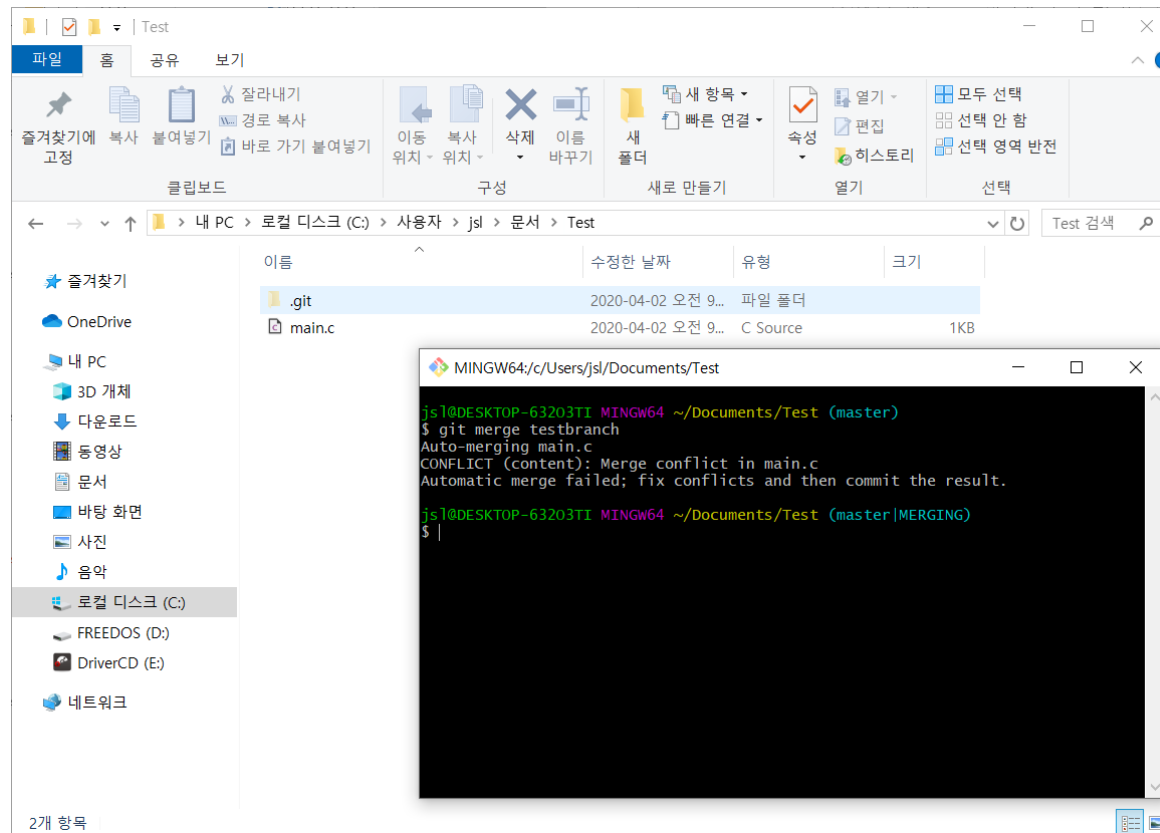 Test
파일 홈 공유 보기
즐겨찾기에 고정
복사
붙여넣기
잘라내기
경로 복사
바로 가기 붙여넣기
클립보드
이동 위치
복사 위치
삭제
이름 바꾸기
구성
새 폴더
새 항목
빠른 연결
새로 만들기
속성
열기
편집
히스토리
열기
모두 선택
선택 안 함
선택 영역 반전
선택
내 PC > 로컬 디스크 (C:) > 사용자 > jsl > 문서 > Test
Test 검색
이름 수정한 날짜 유형 크기
.git 2020-04-02 오전 9... 파일 폴더
main.c 2020-04-02 오전 9... C Source 1KB
즐겨찾기
OneDrive
내 PC
3D 개체
다운로드
동영상
문서
바탕 화면
사진
음악
로컬 디스크 (C:)
FREEDOS (D:)
DriverCD (E:)
네트워크
2개 항목
MINGW64:/c/Users/jsl/Documents/Test
jsl@DESKTOP-632O3TI MINGW64 ~/Documents/Test (master)
$ git merge testbranch
Auto-merging main.c
CONFLICT (content): Merge conflict in main.c
Automatic merge failed; fix conflicts and then commit the result.
jsl@DESKTOP-632O3TI MINGW64 ~/Documents/Test (master|MERGING)
$